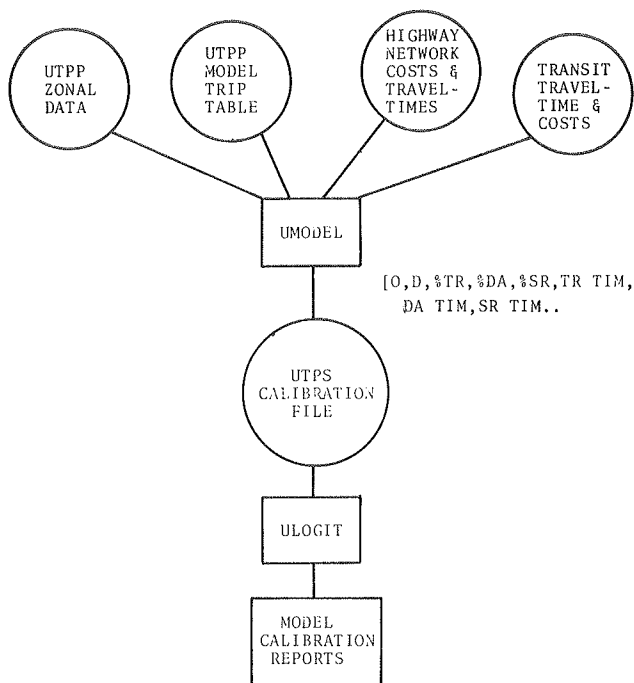 UTPP
ZONAL
DATA
UTPP
MODEL
TRIP
TABLE
HIGHWAY
NETWORK
COSTS &
TRAVEL-
TIMES
TRANSIT
TRAVEL-
TIME &
COSTS
UMODEL
[O,D,%TR,%DA,%SR,TR TIM,
DA TIM,SR TIM..
UTPS
CALIBRATION
FILE
ULOGIT
MODEL
CALIBRATION
REPORTS